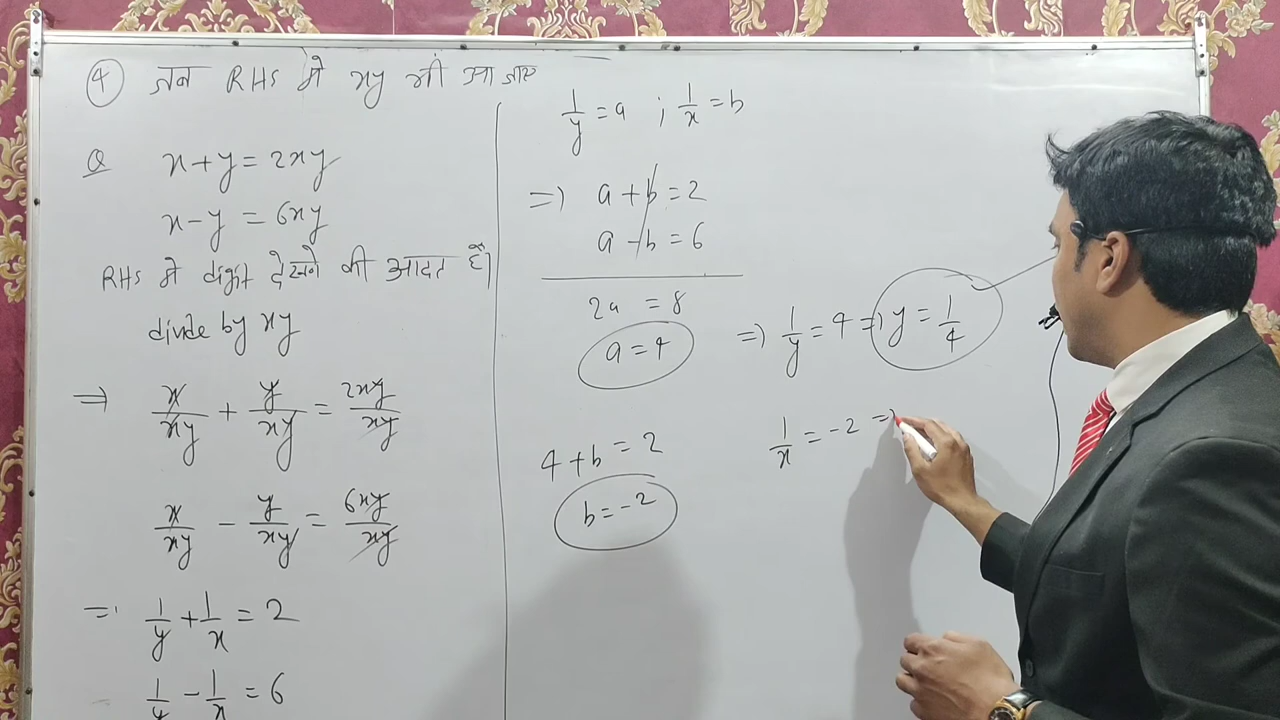 ④ जब RHS में xy भी आ जाए
Q x + y = 2xy
x - y = 6xy
RHS में digit देखने की आदत है।
divide by xy
=> x/xy + y/xy = 2xy/xy
x/xy - y/xy = 6xy/xy
=> 1/y + 1/x = 2
1/y - 1/x = 6
1/y = a ; 1/x = b
=> a + b = 2
a - b = 6
2a = 8
a = 4
=> 1/y = 4 => y = 1/4
4 + b = 2
b = -2
1/x = -2 =>